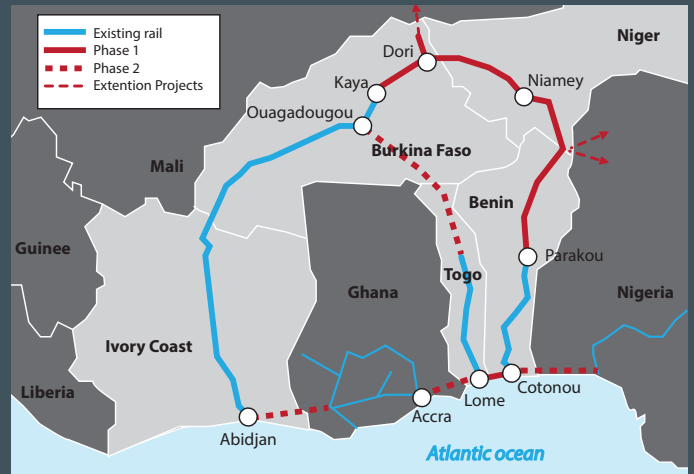 Existing rail
Phase 1
Phase 2
Extention Projects
Dori
Niger
Kaya
Niamey
Ouagadougou
Burkina Faso
Mali
Benin
Guinee
Parakou
Togo
Ghana
Nigeria
Ivory Coast
Liberia
Cotonou
Lome
Accra
Abidjan
Atlantic ocean